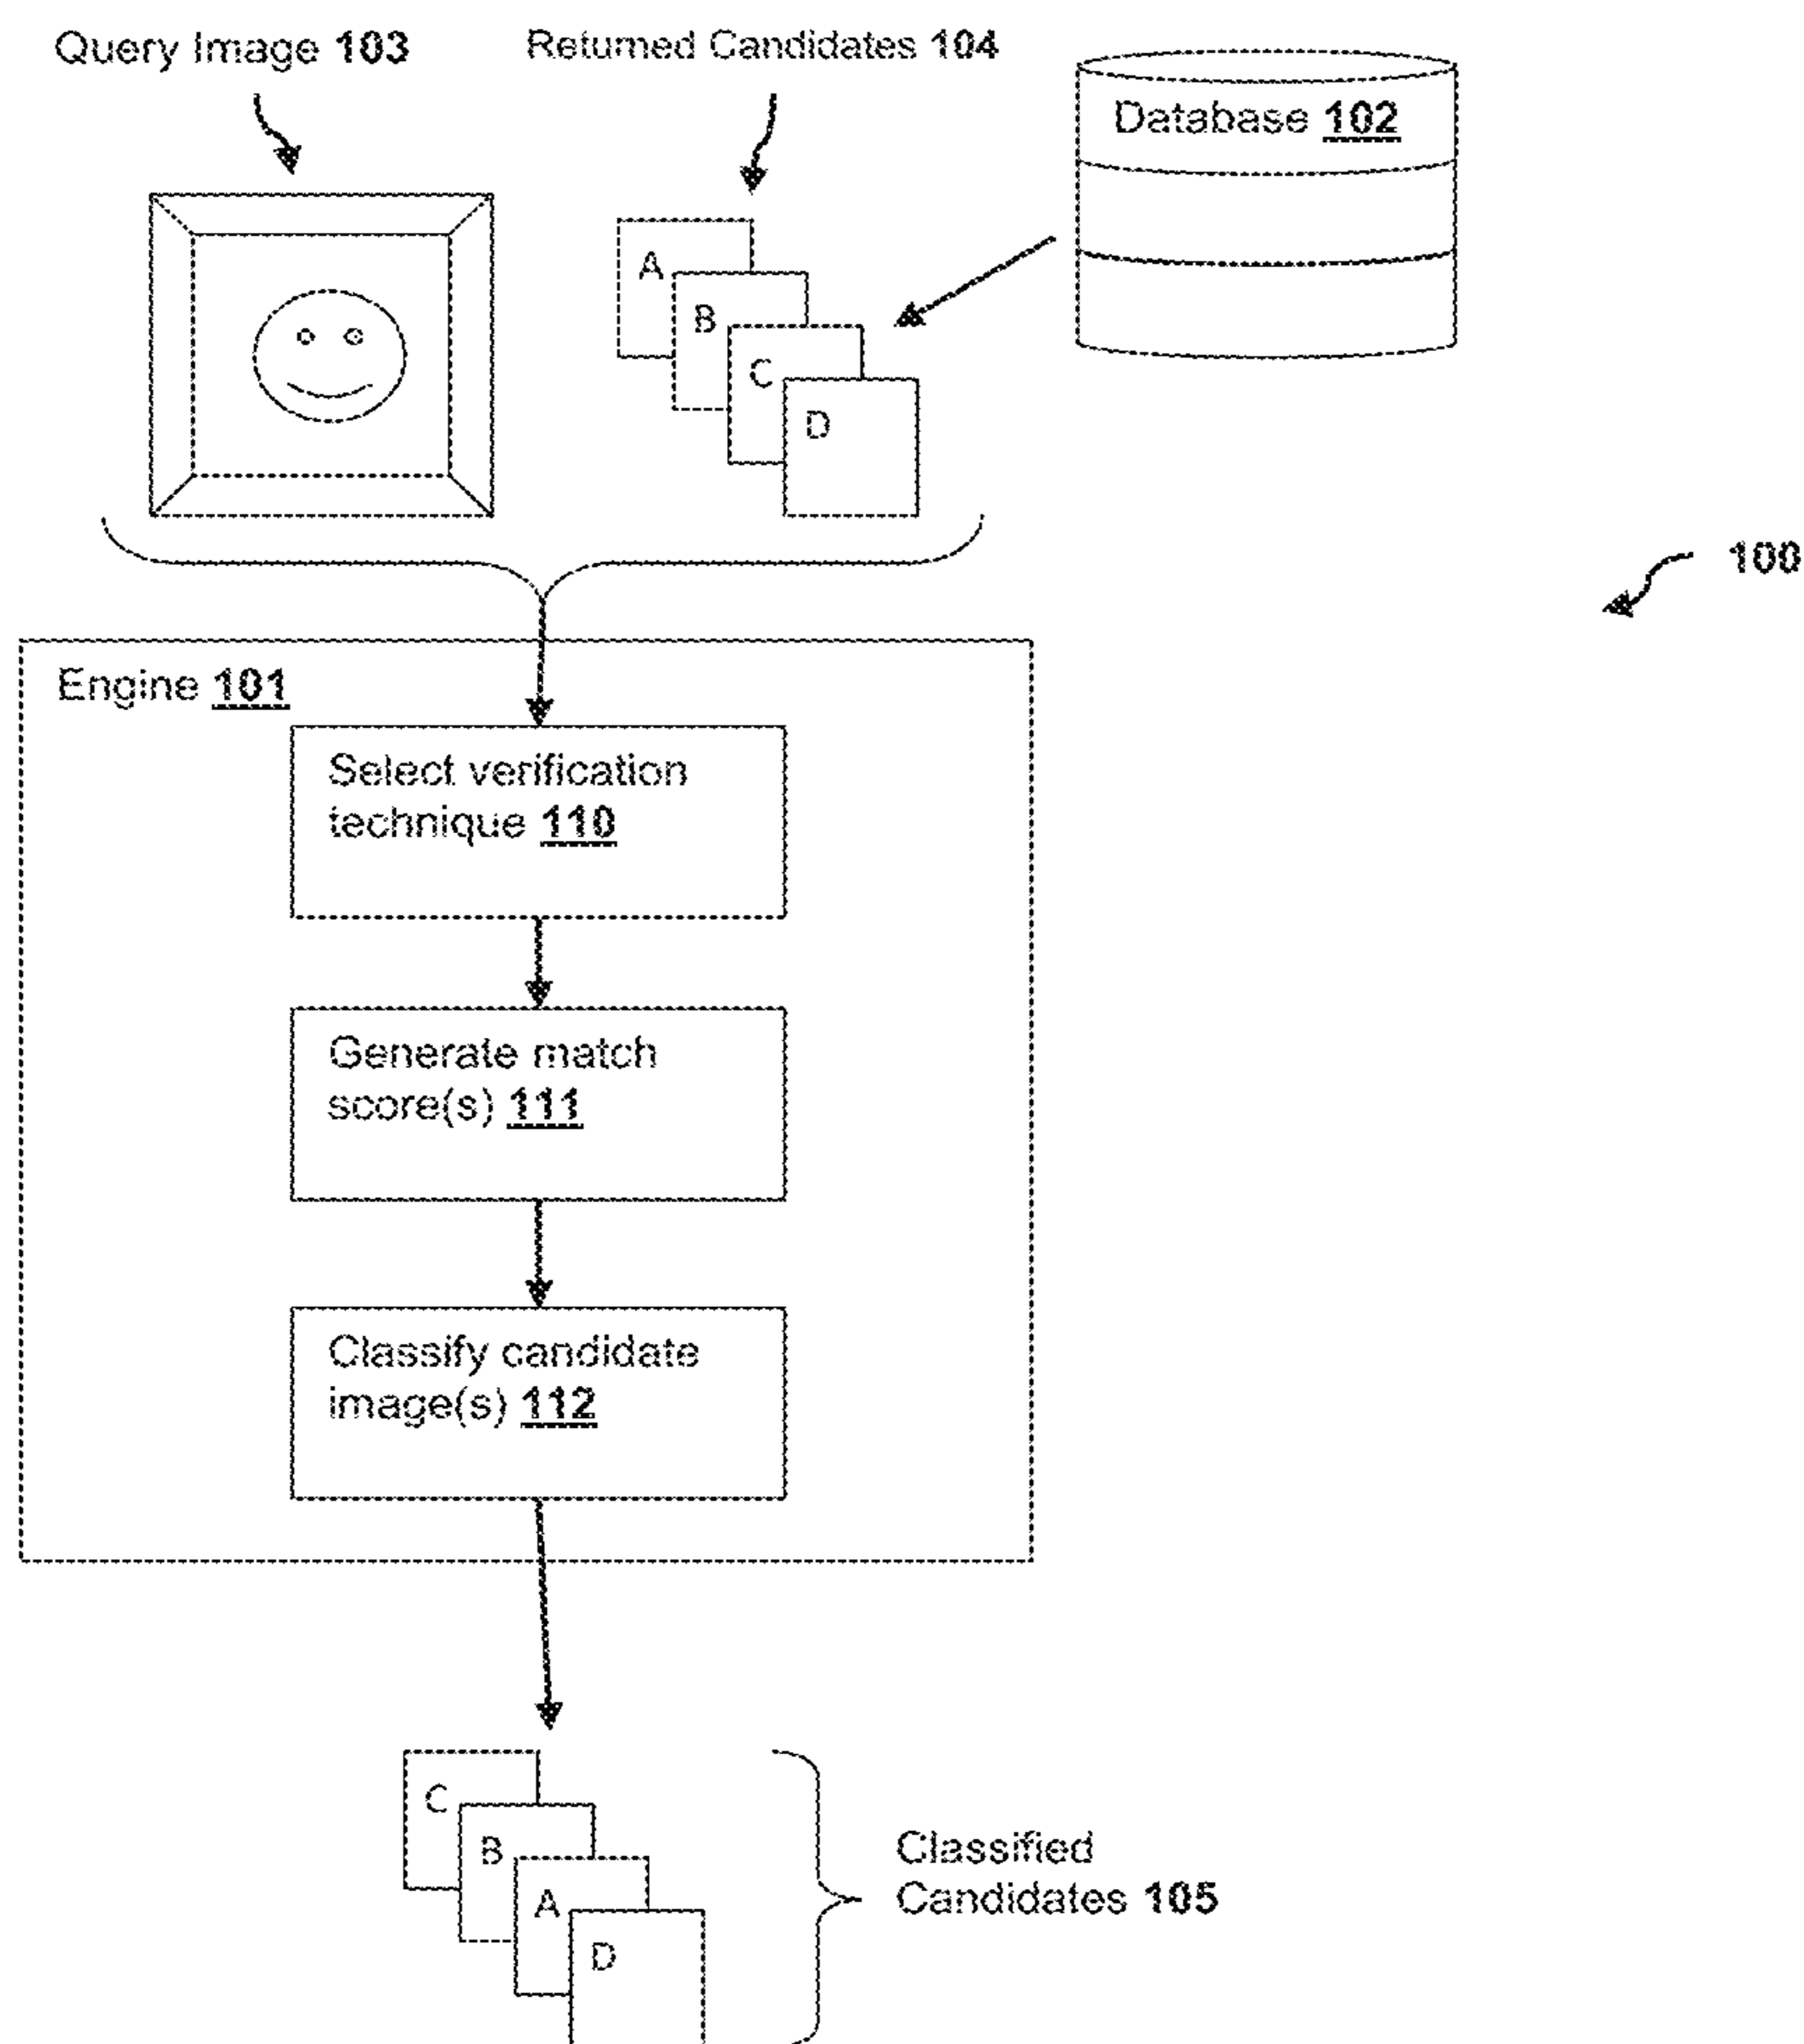 Query Image 103
Returned Candidates 104
Database 102
A
B
C
D
100
Engine 101
Select verification
technique 110
Generate match
score(s) 111
Classify candidate
image(s) 112
C
B
A
D
Classified
Candidates 105